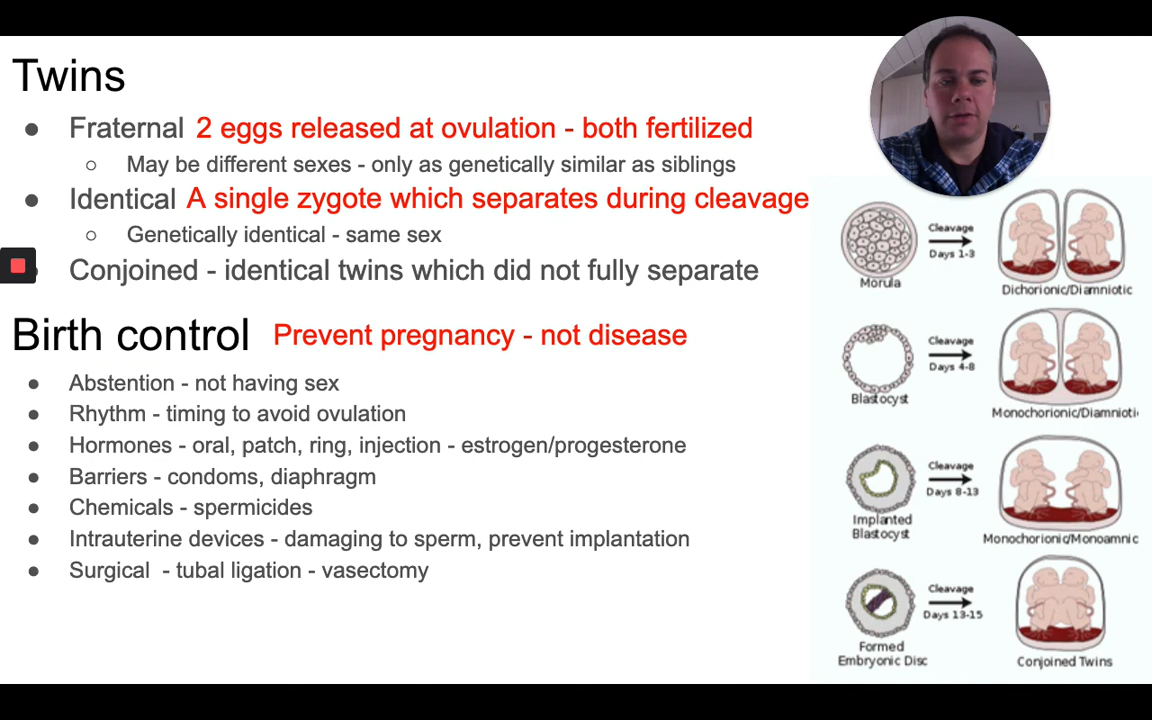 Twins
Fraternal 2 eggs released at ovulation - both fertilized
May be different sexes - only as genetically similar as siblings
Identical A single zygote which separates during cleavage
Genetically identical - same sex
Conjoined - identical twins which did not fully separate
Birth control Prevent pregnancy - not disease
Abstention - not having sex
Rhythm - timing to avoid ovulation
Hormones - oral, patch, ring, injection - estrogen/progesterone
Barriers - condoms, diaphragm
Chemicals - spermicides
Intrauterine devices - damaging to sperm, prevent implantation
Surgical - tubal ligation - vasectomy
Cleavage
Days 1-3
Morula
Dichorionic/Diamniotic
Cleavage
Days 4-8
Blastocyst
Monochorionic/Diamnioti
Cleavage
Days 8-13
Implanted
Blastocyst
Monochorionic/Monoamnic
Cleavage
Days 13-15
Formed
Embryonic Disc
Conjoined Twins